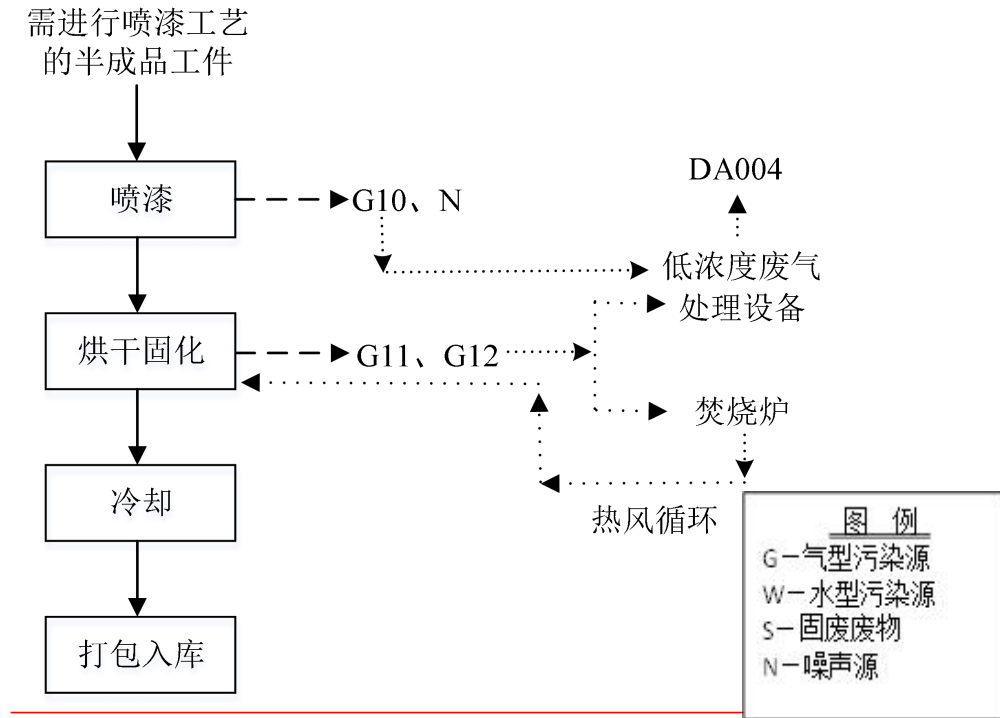 需进行喷漆工艺
的半成品工件
DA004
喷漆
G10、N
低浓度废气
处理设备
烘干固化
G11、G12
焚烧炉
冷却
热风循环
图 例
G—气型污染源
W—水型污染源
S—固废废物
N—噪声源
打包入库